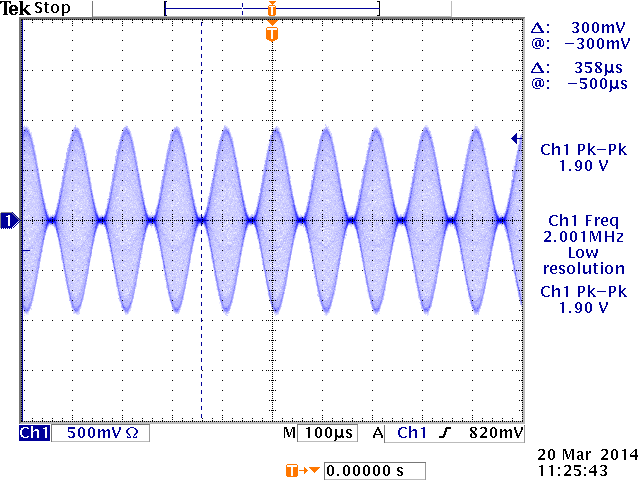 Tek Stop
T
T
Δ: 300mV
@: −300mV
Δ: 358µs
@: −500µs
Ch1 Pk−Pk
1.90 V
1
Ch1 Freq
2.001MHz
Low
resolution
Ch1 Pk−Pk
1.90 V
Ch1 500mV Ω M 100µs A Ch1 820mV
T 0.00000 s
20 Mar 2014
11:25:43